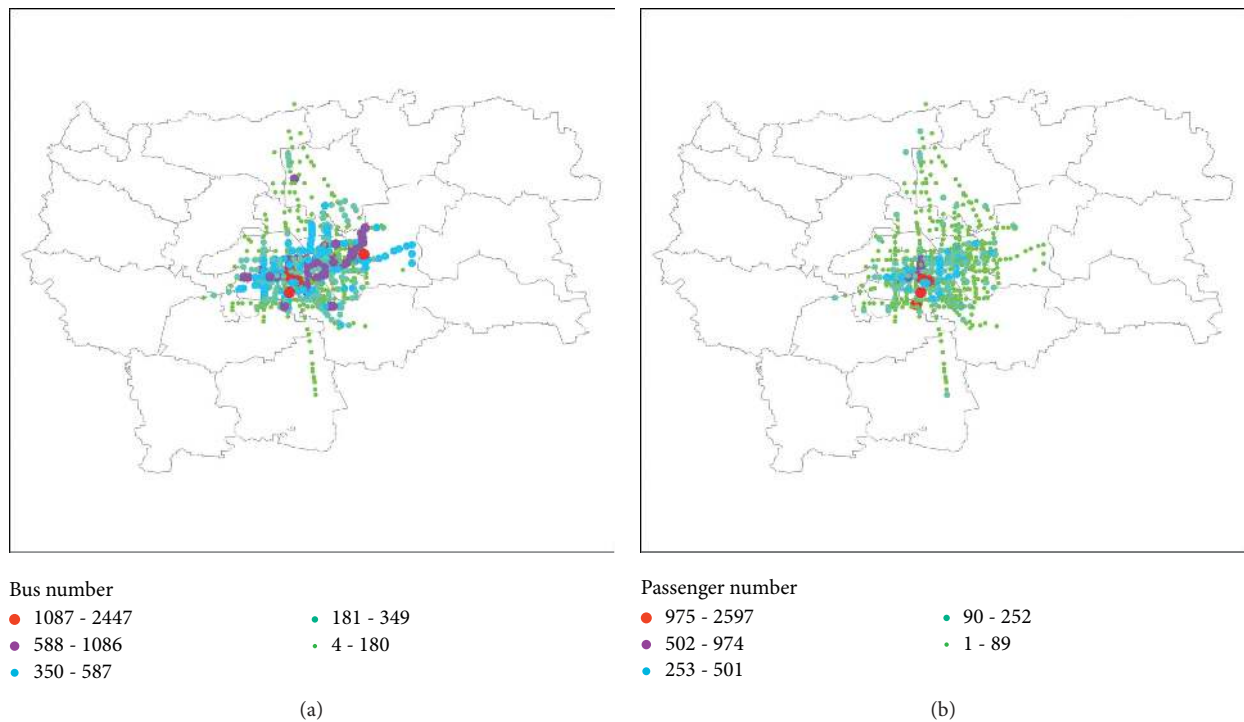 Bus number
1087 - 2447
588 - 1086
350 - 587
181 - 349
4 - 180
(a)
Passenger number
975 - 2597
502 - 974
253 - 501
90 - 252
1 - 89
(b)